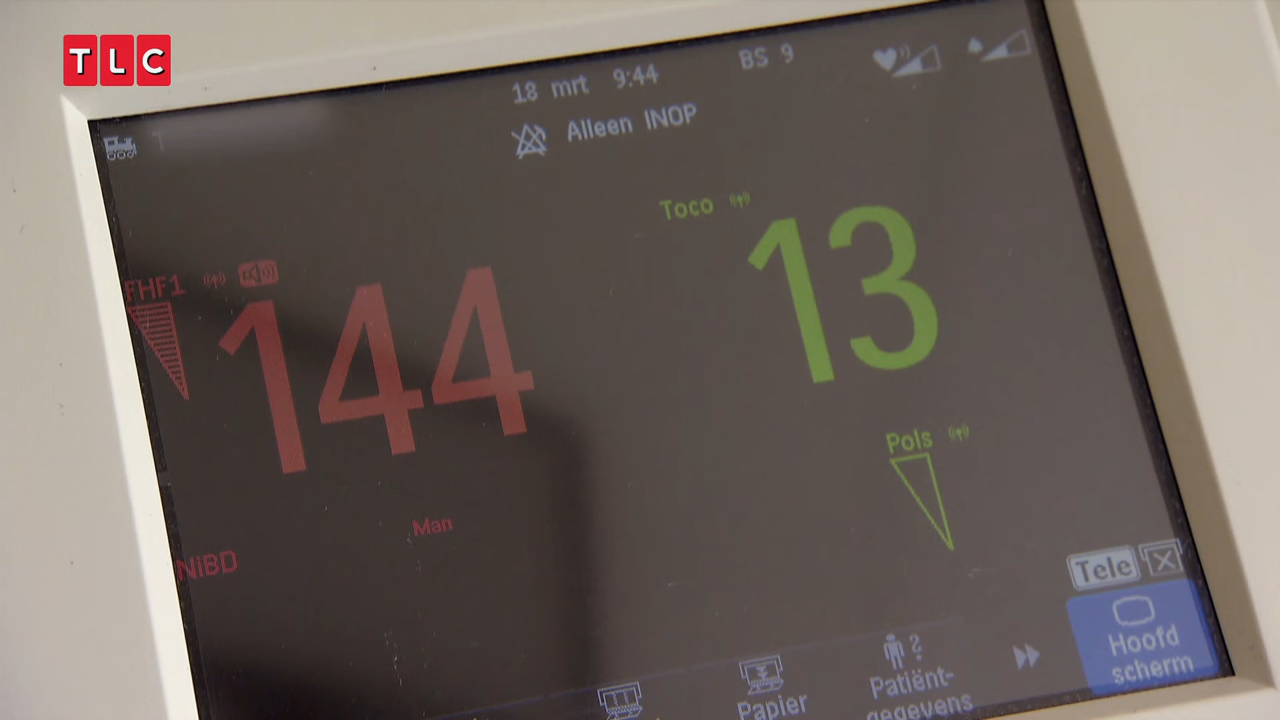 TLC
18 mrt 9:44
BS 9
Alleen INOP
Toco
13
FHF1
144
Pols
Man
NiBD
Tele
Hoofd
scherm
Patiënt-
gegevens
Papier